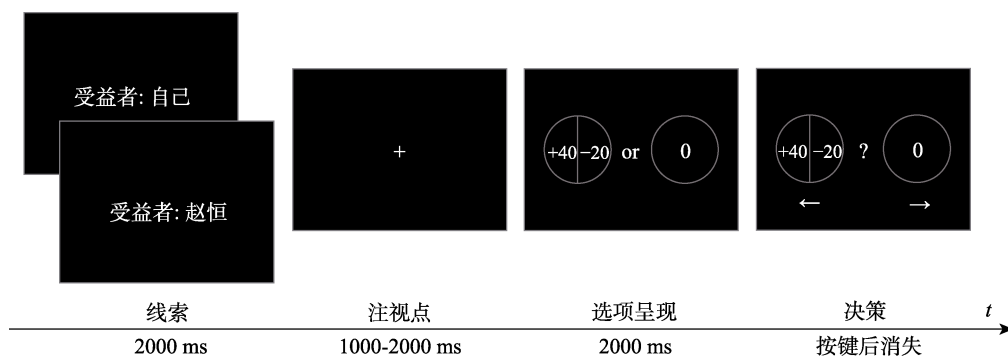 受益者: 自己
受益者: 赵恒
+
+40 −20 or 0
+40 −20 ? 0
← →
线索 注视点 选项呈现 决策 t
2000 ms 1000-2000 ms 2000 ms 按键后消失